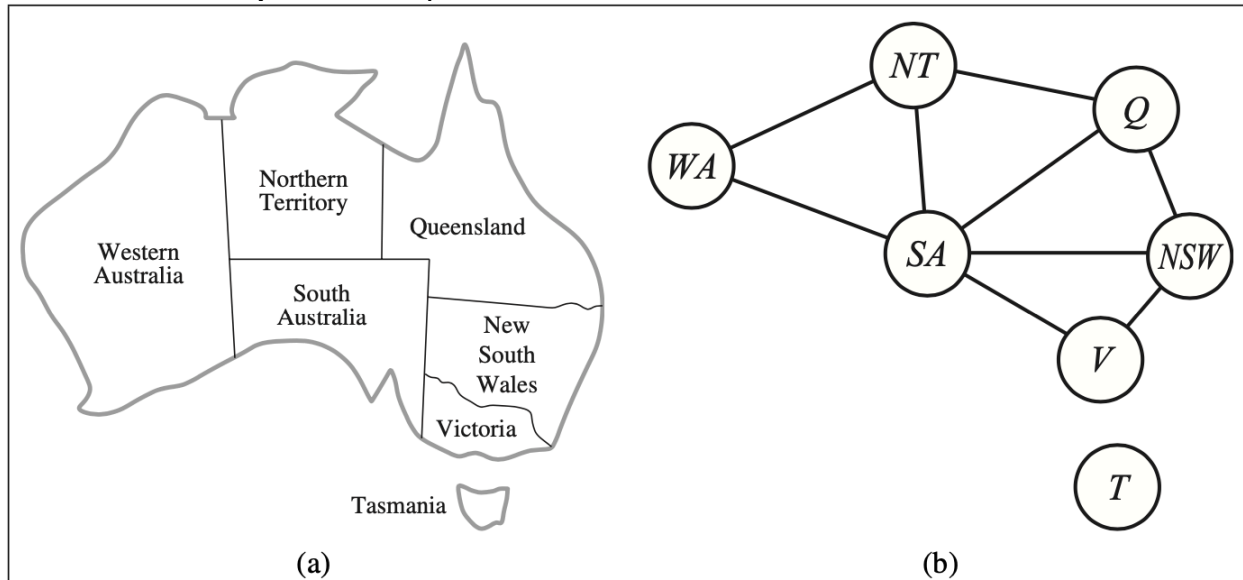 Northern
Territory
Western
Australia
Queensland
South
Australia
New
South
Wales
Victoria
Tasmania
(a)
NT
Q
WA
SA
NSW
V
T
(b)